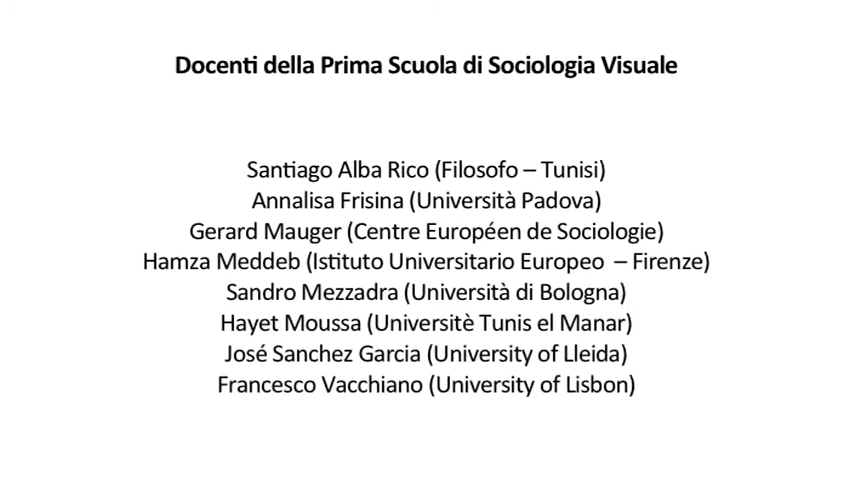 Docenti della Prima Scuola di Sociologia Visuale
Santiago Alba Rico (Filosofo – Tunisi)
Annalisa Frisina (Università Padova)
Gerard Mauger (Centre Européen de Sociologie)
Hamza Meddeb (Istituto Universitario Europeo – Firenze)
Sandro Mezzadra (Università di Bologna)
Hayet Moussa (Universitè Tunis el Manar)
José Sanchez Garcia (University of Lleida)
Francesco Vacchiano (University of Lisbon)